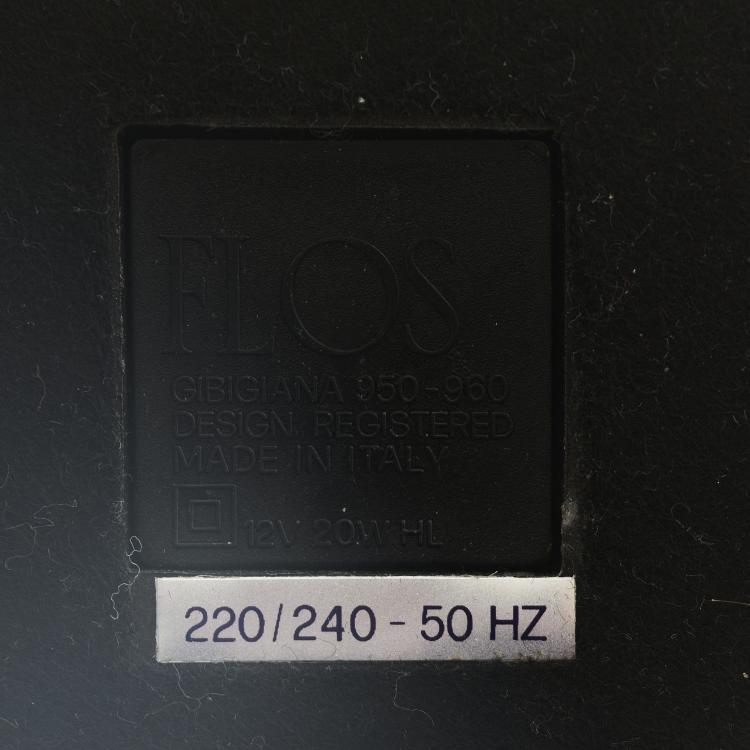 FLOS
GIBIGIANA 950-960
DESIGN REGISTERED
MADE IN ITALY
12V 20W HL
220/240 - 50 HZ